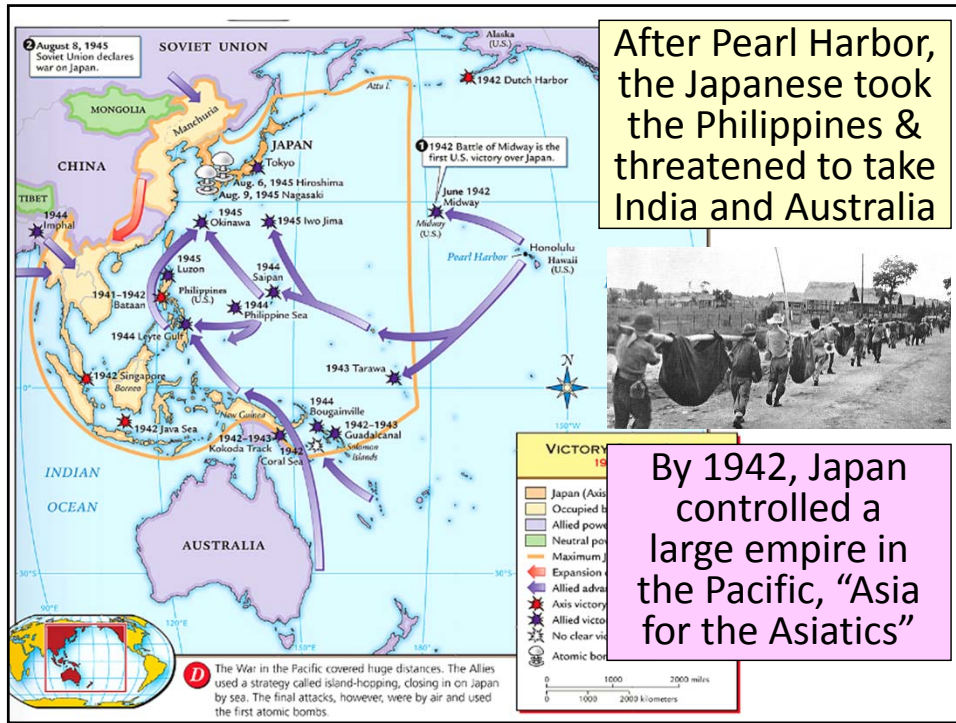 After Pearl Harbor,
the Japanese took
the Philippines &
threatened to take
India and Australia
By 1942, Japan
controlled a
large empire in
the Pacific, “Asia
for the Asiatics”
2 August 8, 1945
Soviet Union declares
war on Japan.
SOVIET UNION
Alaska
(U.S.)
1942 Dutch Harbor
Attu I.
MONGOLIA
Manchuria
CHINA
JAPAN
Tokyo
1 1942 Battle of Midway is the
first U.S. victory over Japan.
Aug. 6, 1945 Hiroshima
Aug. 9, 1945 Nagasaki
TIBET
1944
Imphal
1945
Okinawa
1945 Iwo Jima
June 1942
Midway
Midway
(U.S.)
Pearl Harbor
Honolulu
Hawaii
(U.S.)
1945
Luzon
1944
Saipan
1941–1942
Bataan
Philippines
(U.S.)
1944
Philippine Sea
1944 Leyte Gulf
1943 Tarawa
N
1942 Singapore
Borneo
0°
0°
150°W
1942 Java Sea
New Guinea
1944
Bougainville
1942–1943
Guadalcanal
Solomon
Islands
1942–1943
Kokoda Track
1942
Coral Sea
INDIAN
OCEAN
AUSTRALIA
30°S
30°S
90°E
120°E
150°E
180°
VICTORY
Japan (Axis
Occupied b
Allied powe
Neutral pow
Maximum J
Expansion
Allied advan
Axis victory
Allied victo
No clear vic
Atomic bom
0 1000 2000 miles
0 1000 2000 kilometers
D The War in the Pacific covered huge distances. The Allies
used a strategy called island-hopping, closing in on Japan
by sea. The final attacks, however, were by air and used
the first atomic bombs.